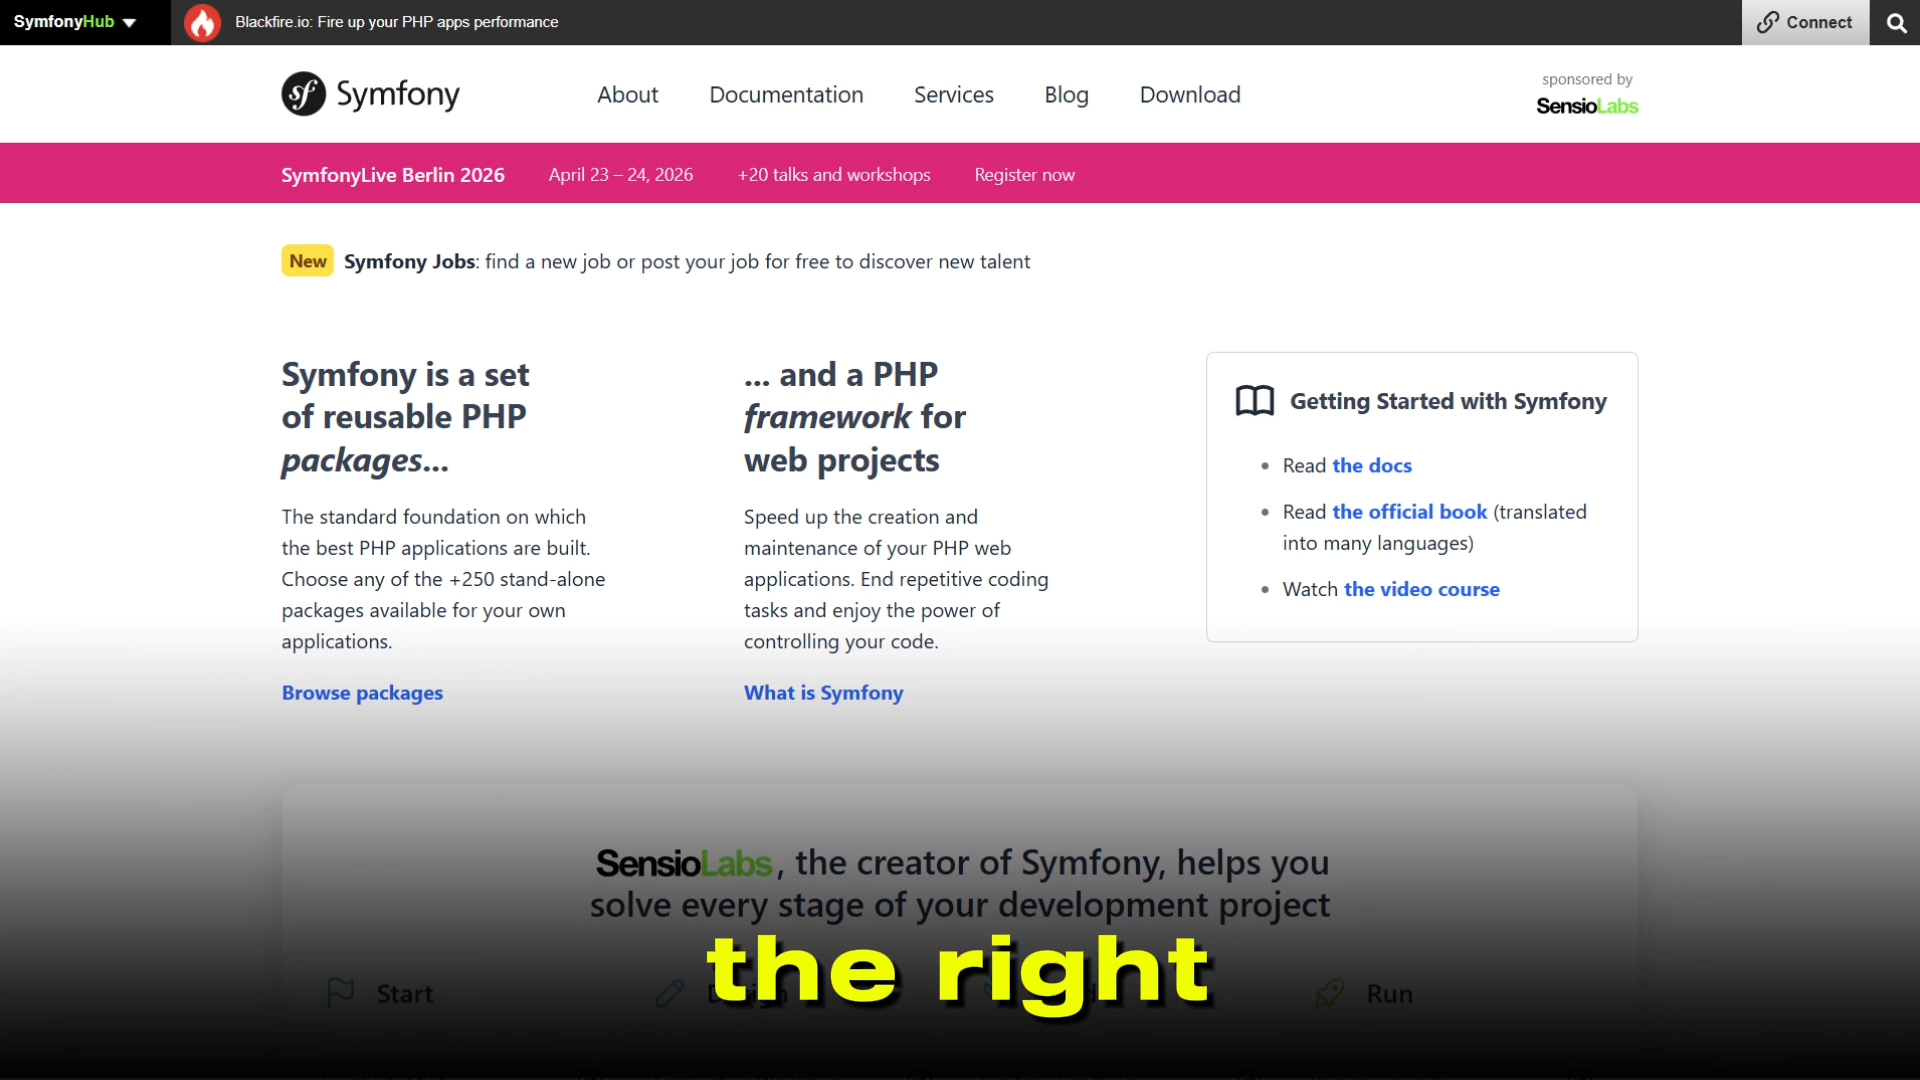 SymfonyHub
Blackfire.io: Fire up your PHP apps performance
Connect
sf Symfony
About
Documentation
Services
Blog
Download
sponsored by
SensioLabs
SymfonyLive Berlin 2026
April 23 – 24, 2026
+20 talks and workshops
Register now
New
Symfony Jobs: find a new job or post your job for free to discover new talent
Symfony is a set
of reusable PHP
packages...
The standard foundation on which
the best PHP applications are built.
Choose any of the +250 stand-alone
packages available for your own
applications.
Browse packages
... and a PHP
framework for
web projects
Speed up the creation and
maintenance of your PHP web
applications. End repetitive coding
tasks and enjoy the power of
controlling your code.
What is Symfony
Getting Started with Symfony
Read the docs
Read the official book (translated
into many languages)
Watch the video course
SensioLabs, the creator of Symfony, helps you
solve every stage of your development project
the right
Start
Run